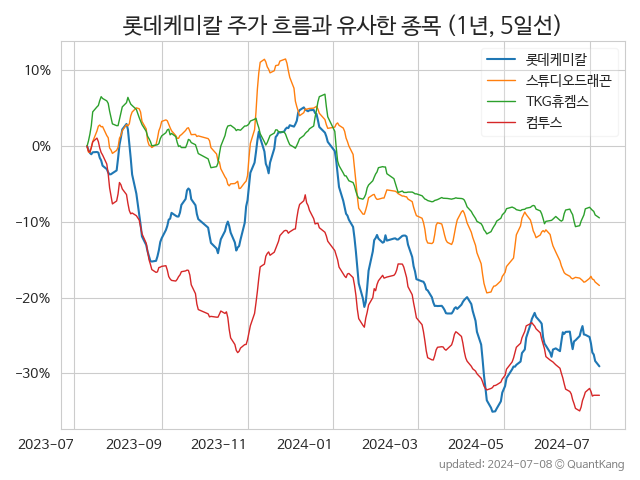 롯데케미칼 주가 흐름과 유사한 종목 (1년, 5일선)
롯데케미칼
스튜디오드래곤
TKG휴켐스
컴투스
10%
0%
−10%
−20%
−30%
2023-07
2023-09
2023-11
2024-01
2024-03
2024-05
2024-07
updated: 2024-07-08 © QuantKang